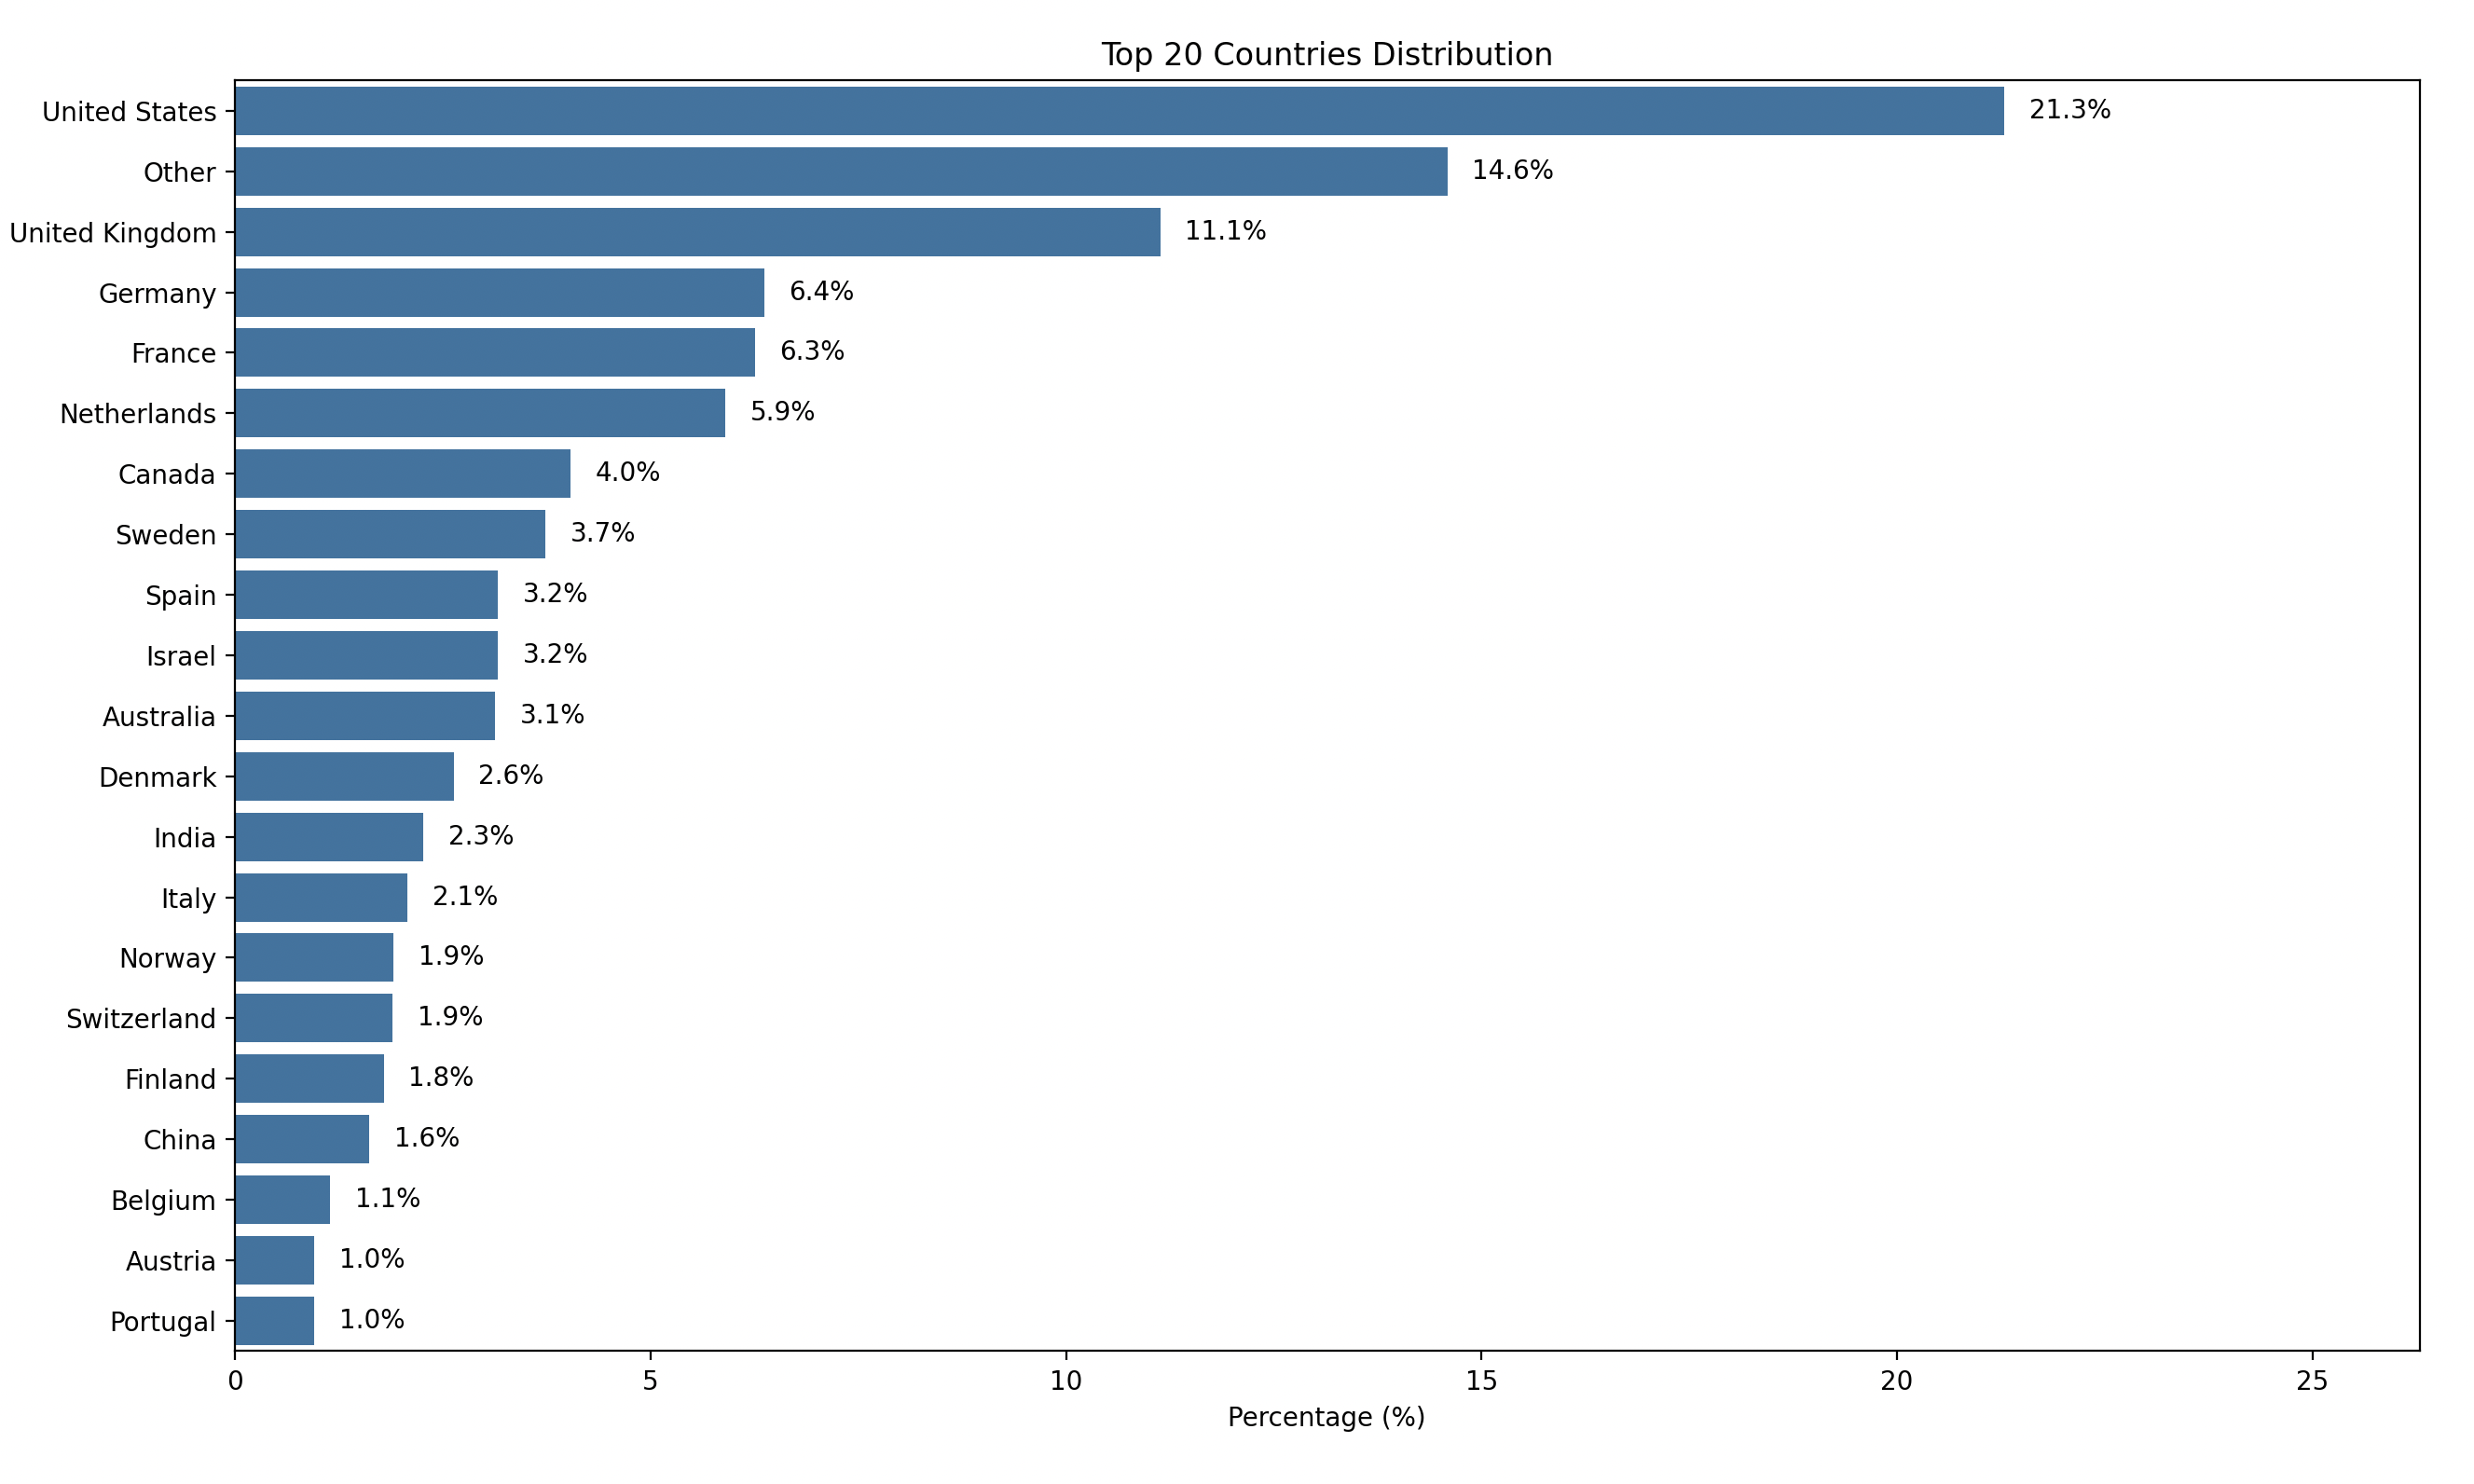 Top 20 Countries Distribution
United States 21.3%
Other 14.6%
United Kingdom 11.1%
Germany 6.4%
France 6.3%
Netherlands 5.9%
Canada 4.0%
Sweden 3.7%
Spain 3.2%
Israel 3.2%
Australia 3.1%
Denmark 2.6%
India 2.3%
Italy 2.1%
Norway 1.9%
Switzerland 1.9%
Finland 1.8%
China 1.6%
Belgium 1.1%
Austria 1.0%
Portugal 1.0%
0 5 10 15 20 25
Percentage (%)